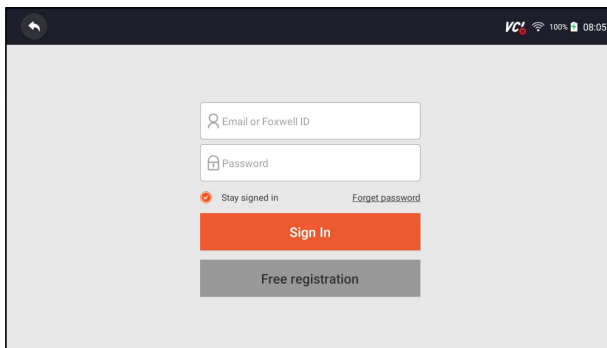 VCI 100% 08:05
Email or Foxwell ID
Password
Stay signed in Forget password
Sign In
Free registration